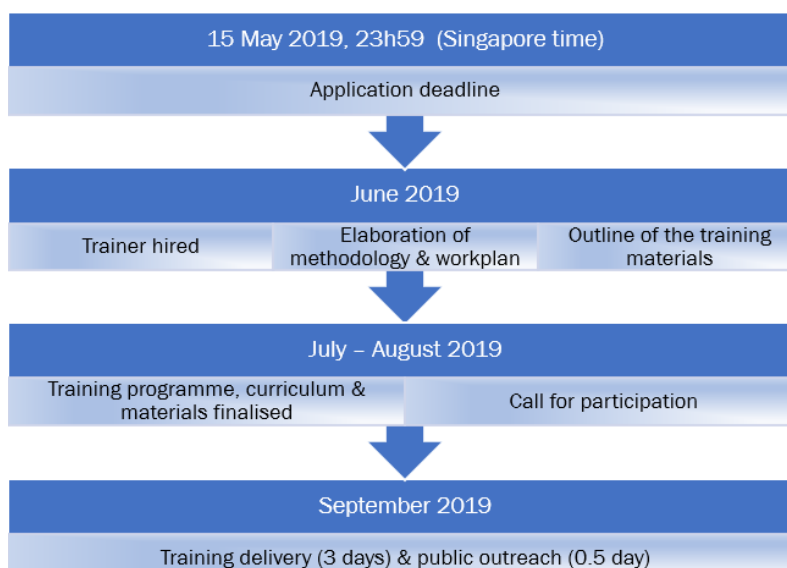 15 May 2019, 23h59 (Singapore time)
Application deadline
June 2019
Trainer hired
Elaboration of
methodology & workplan
Outline of the training
materials
July – August 2019
Training programme, curriculum &
materials finalised
Call for participation
September 2019
Training delivery (3 days) & public outreach (0.5 day)